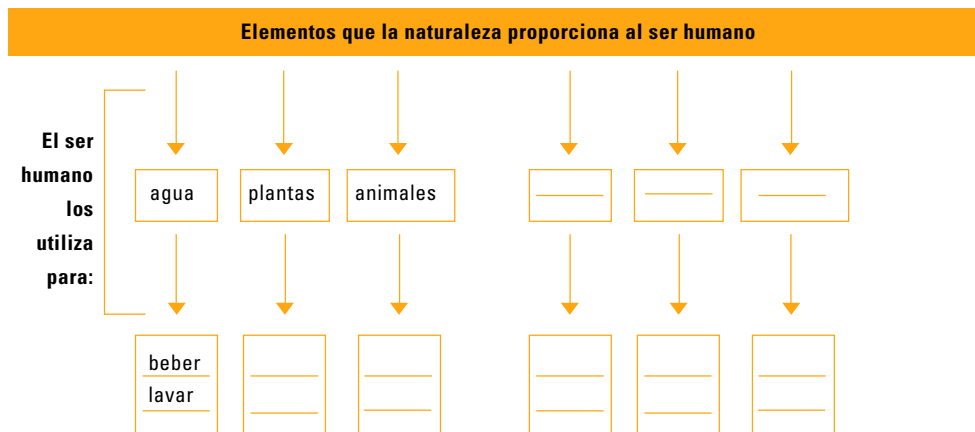 Elementos que la naturaleza proporciona al ser humano
El ser
humano
los
utiliza
para:
agua
plantas
animales
beber
lavar